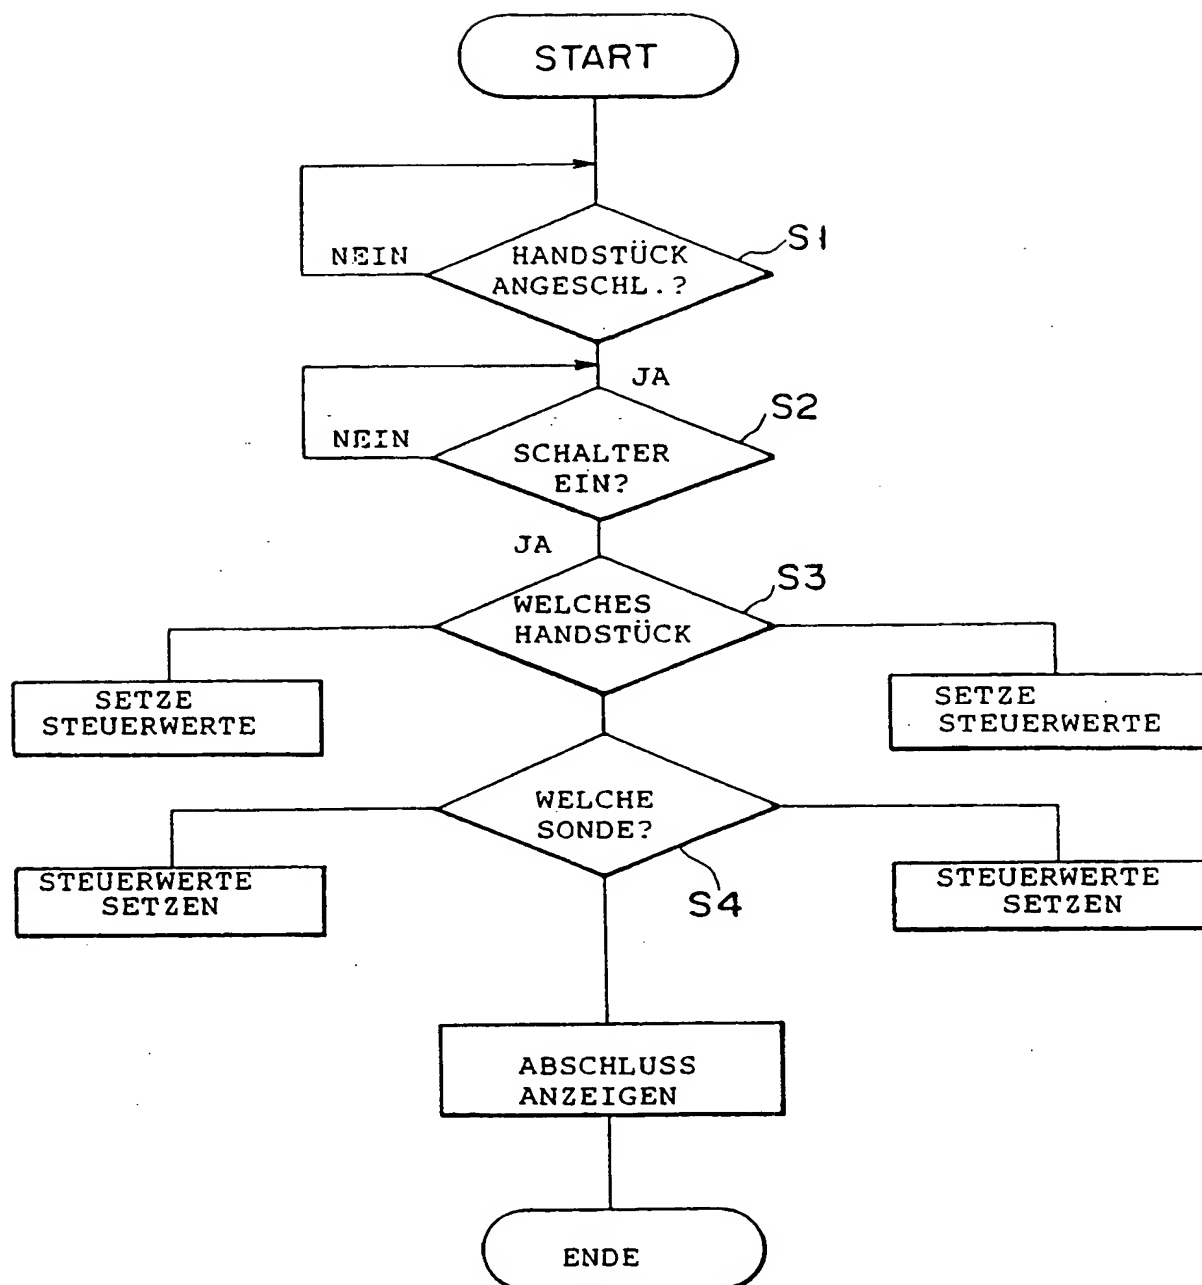 START
NEIN
HANDSTÜCK
ANGESCHL.?
S1
JA
S2
NEIN
SCHALTER
EIN?
JA
S3
WELCHES
HANDSTÜCK
SETZE
STEUERWERTE
SETZE
STEUERWERTE
WELCHE
SONDE?
STEUERWERTE
SETZEN
S4
STEUERWERTE
SETZEN
ABSCHLUSS
ANZEIGEN
ENDE